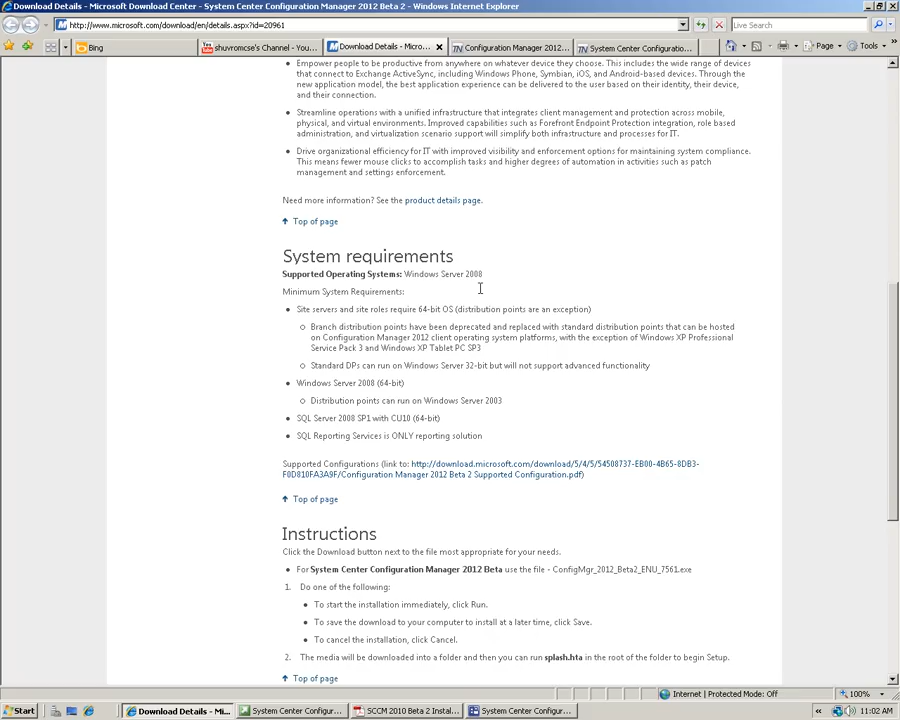 Download Details - Microsoft Download Center - System Center Configuration Manager 2012 Beta 2 - Windows Internet Explorer
http://www.microsoft.com/download/en/details.aspx?id=20961
Live Search
Bing
shuvromcse's Channel - You...
Download Details - Micro...
Configuration Manager 2012...
System Center Configuratio...
Page
Tools
Empower people to be productive from anywhere on whatever device they choose. This includes the wide range of devices
that connect to Exchange ActiveSync, including Windows Phone, Symbian, iOS, and Android-based devices. Through the
new application model, the best application experience can be delivered to the user based on their identity, their device,
and their connection.
Streamline operations with a unified infrastructure that integrates client management and protection across mobile,
physical, and virtual environments. Improved capabilities such as Forefront Endpoint Protection integration, role based
administration, and virtualization scenario support will simplify both infrastructure and processes for IT.
Drive organizational efficiency for IT with improved visibility and enforcement options for maintaining system compliance.
This means fewer mouse clicks to accomplish tasks and higher degrees of automation in activities such as patch
management and settings enforcement.
Need more information? See the product details page.
Top of page
System requirements
Supported Operating Systems: Windows Server 2008
Minimum System Requirements:
Site servers and site roles require 64-bit OS (distribution points are an exception)
Branch distribution points have been deprecated and replaced with standard distribution points that can be hosted
on Configuration Manager 2012 client operating system platforms, with the exception of Windows XP Professional
Service Pack 3 and Windows XP Tablet PC SP3
Standard DPs can run on Windows Server 32-bit but will not support advanced functionality
Windows Server 2008 (64-bit)
Distribution points can run on Windows Server 2003
SQL Server 2008 SP1 with CU10 (64-bit)
SQL Reporting Services is ONLY reporting solution
Supported Configurations (link to: http://download.microsoft.com/download/5/4/5/54508737-EB00-4B65-8DB3-
F0D810FA3A9F/Configuration Manager 2012 Beta 2 Supported Configuration.pdf)
Top of page
Instructions
Click the Download button next to the file most appropriate for your needs.
For System Center Configuration Manager 2012 Beta use the file - ConfigMgr_2012_Beta2_ENU_7561.exe
1. Do one of the following:
To start the installation immediately, click Run.
To save the download to your computer to install at a later time, click Save.
To cancel the installation, click Cancel.
2. The media will be downloaded into a folder and then you can run splash.hta in the root of the folder to begin Setup.
Top of page
Internet | Protected Mode: Off
100%
Start
Download Details - Mi...
System Center Configur...
SCCM 2010 Beta 2 Instal...
System Center Configur...
11:02 AM